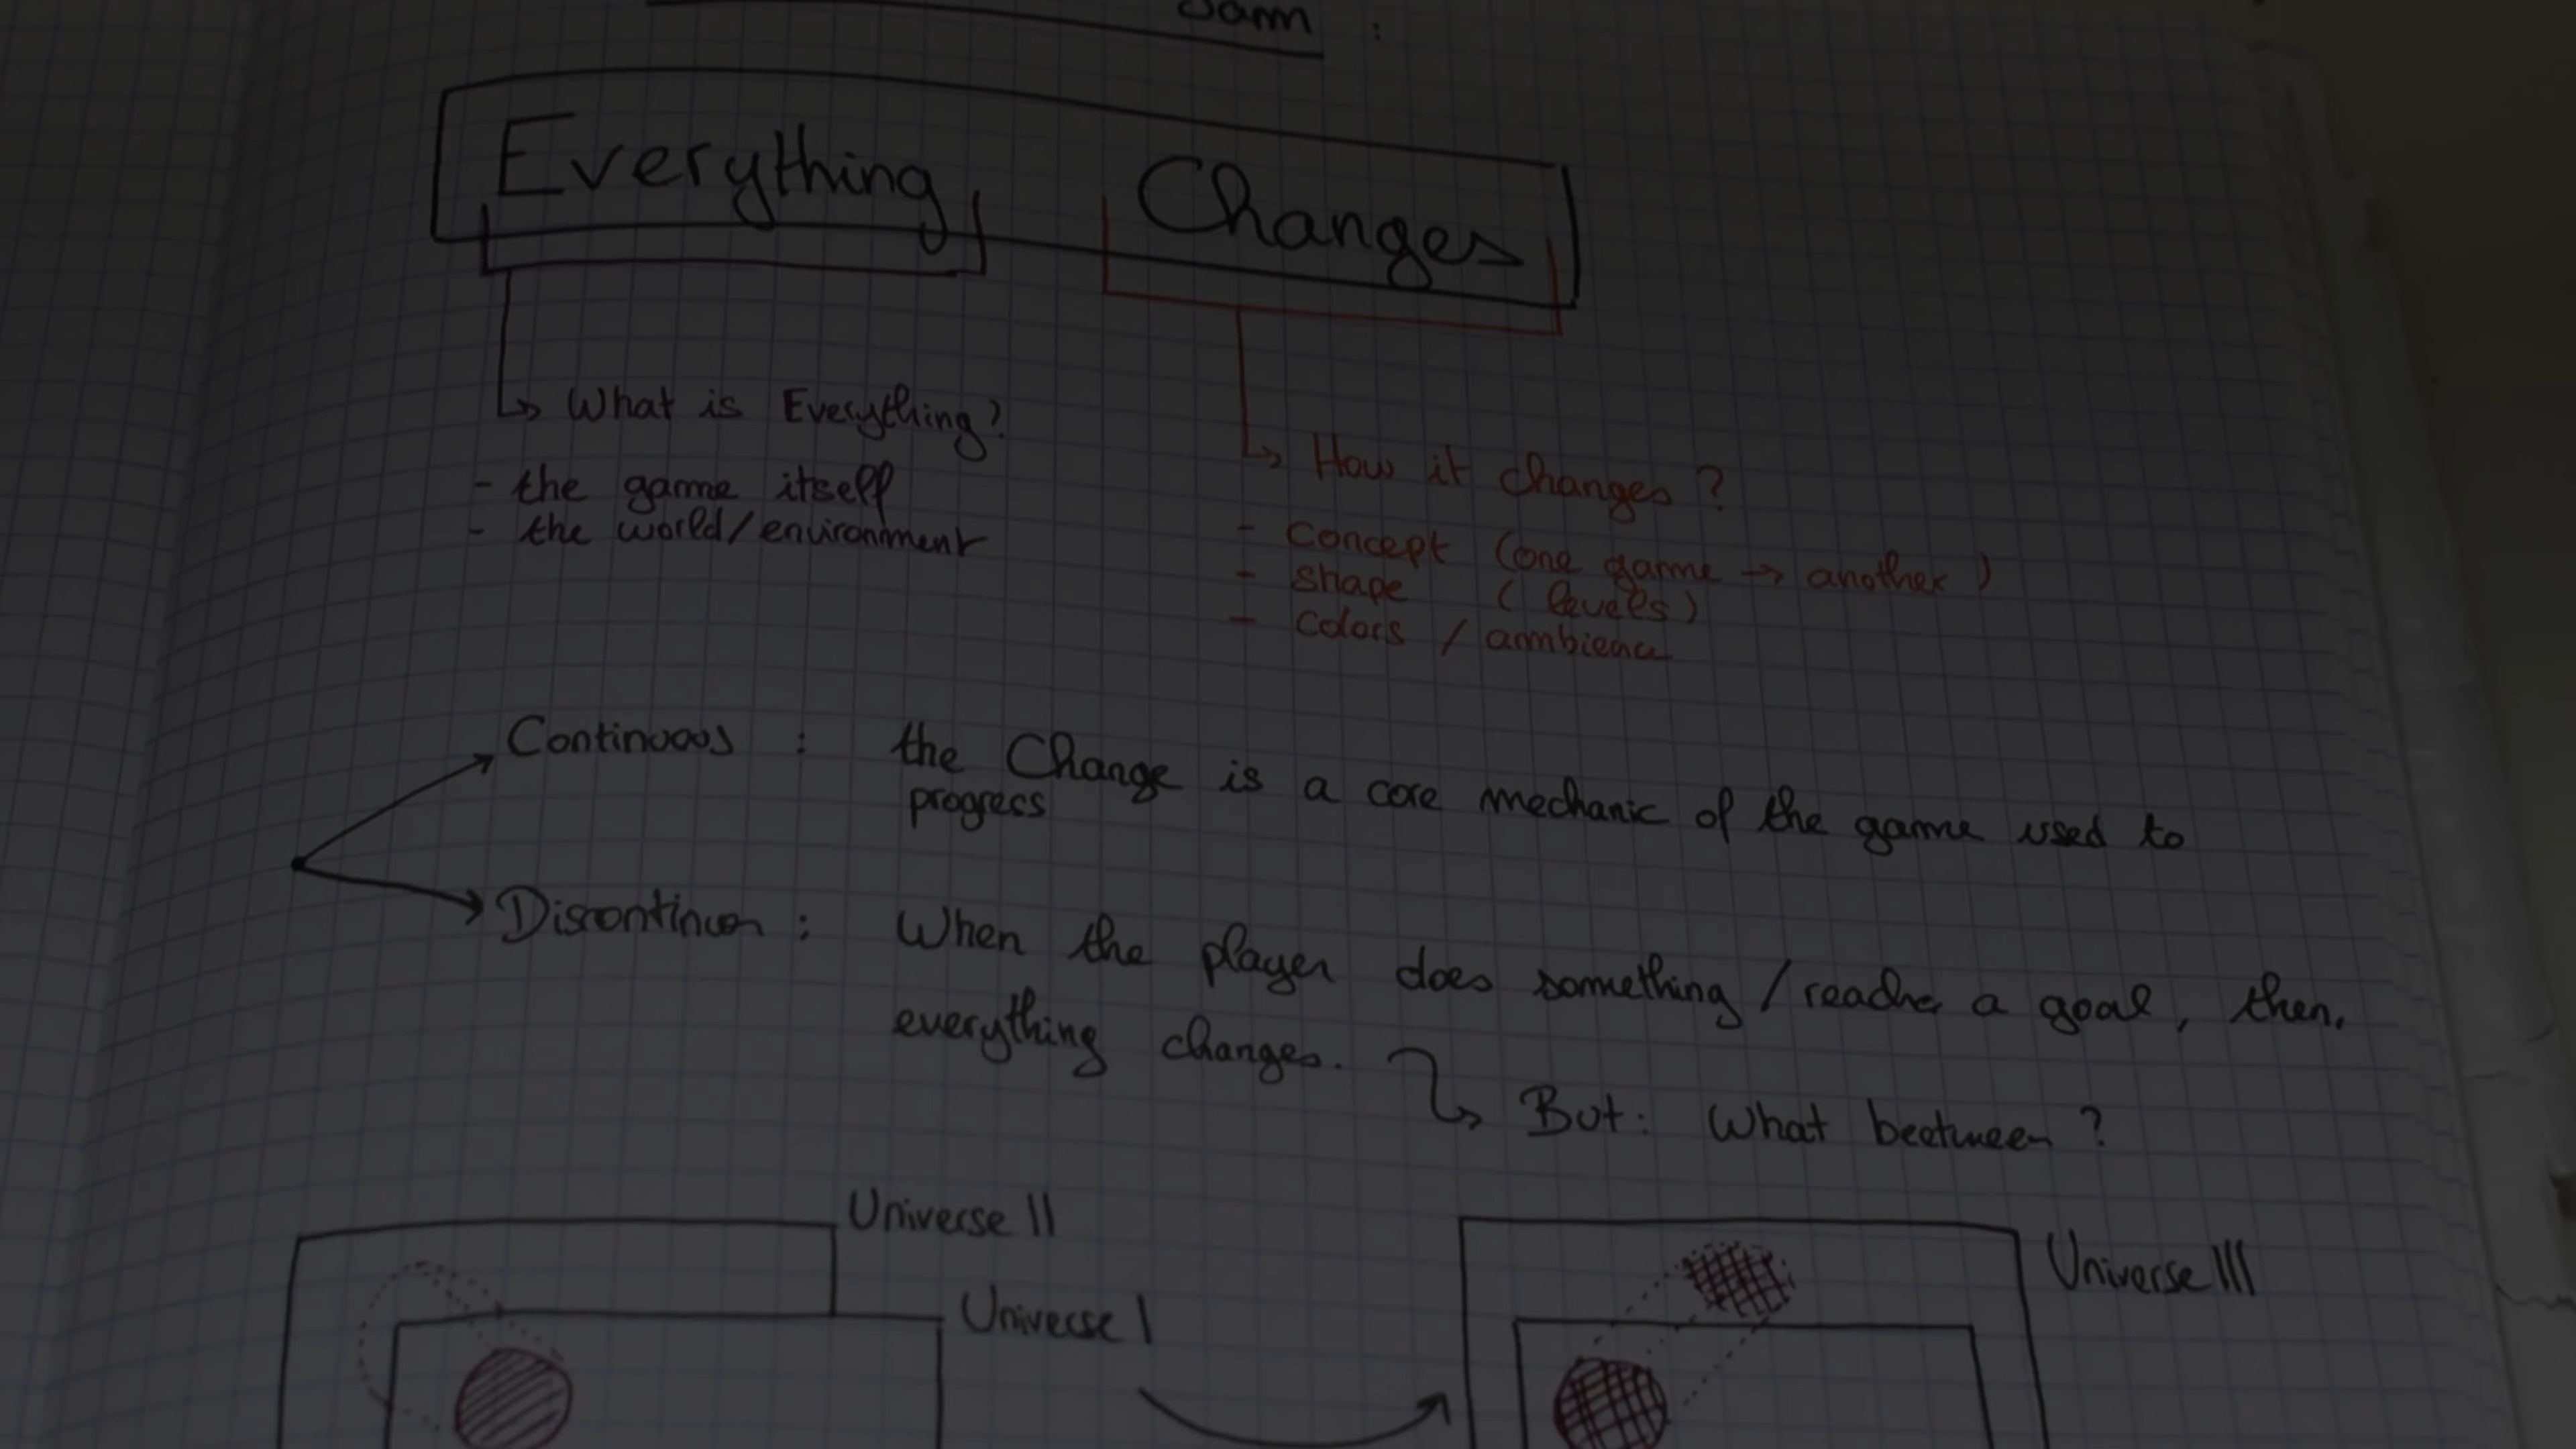 Jam :
Everything Changes
↳ What is Everything?
- the game itself
- the world/environment
↳ How it changes ?
- Concept (one game → another)
- shape (levels)
- Colors / ambience
Continuous : the Change is a core mechanic of the game used to
progress
: When the player does something / reaches a goal, then,
everything changes.
↳ But: What beetween ?
Universe II
Universe I
Universe III